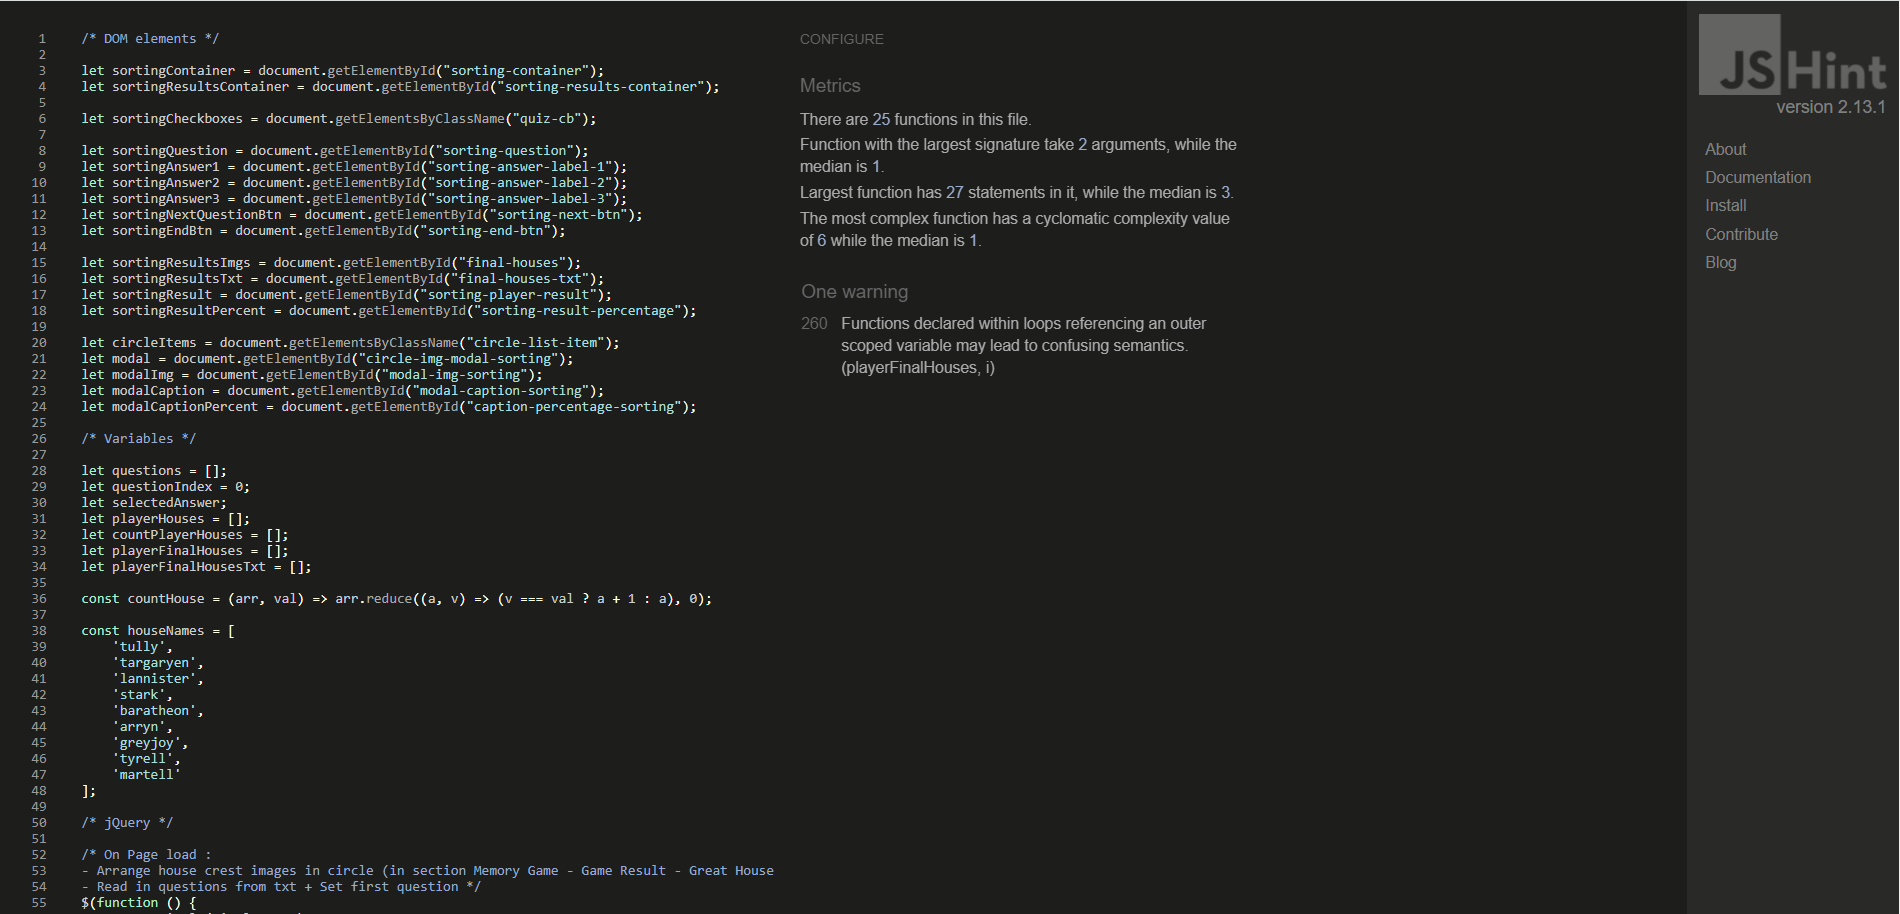 1 /* DOM elements */
2
3 let sortingContainer = document.getElementById("sorting-container");
4 let sortingResultsContainer = document.getElementById("sorting-results-container");
5
6 let sortingCheckboxes = document.getElementsByClassName("quiz-cb");
7
8 let sortingQuestion = document.getElementById("sorting-question");
9 let sortingAnswer1 = document.getElementById("sorting-answer-label-1");
10 let sortingAnswer2 = document.getElementById("sorting-answer-label-2");
11 let sortingAnswer3 = document.getElementById("sorting-answer-label-3");
12 let sortingNextQuestionBtn = document.getElementById("sorting-next-btn");
13 let sortingEndBtn = document.getElementById("sorting-end-btn");
14
15 let sortingResultsImgs = document.getElementById("final-houses");
16 let sortingResultsTxt = document.getElementById("final-houses-txt");
17 let sortingResult = document.getElementById("sorting-player-result");
18 let sortingResultPercent = document.getElementById("sorting-result-percentage");
19
20 let circleItems = document.getElementsByClassName("circle-list-item");
21 let modal = document.getElementById("circle-img-modal-sorting");
22 let modalImg = document.getElementById("modal-img-sorting");
23 let modalCaption = document.getElementById("modal-caption-sorting");
24 let modalCaptionPercent = document.getElementById("caption-percentage-sorting");
25
26 /* Variables */
27
28 let questions = [];
29 let questionIndex = 0;
30 let selectedAnswer;
31 let playerHouses = [];
32 let countPlayerHouses = [];
33 let playerFinalHouses = [];
34 let playerFinalHousesTxt = [];
35
36 const countHouse = (arr, val) => arr.reduce((a, v) => (v === val ? a + 1 : a), 0);
37
38 const houseNames = [
39 'tully',
40 'targaryen',
41 'lannister',
42 'stark',
43 'baratheon',
44 'arryn',
45 'greyjoy',
46 'tyrell',
47 'martell'
48 ];
49
50 /* jQuery */
51
52 /* On Page load :
53 - Arrange house crest images in circle (in section Memory Game - Game Result - Great House
54 - Read in questions from txt + Set first question */
55 $(function () {
CONFIGURE
Metrics
There are 25 functions in this file.
Function with the largest signature take 2 arguments, while the
median is 1.
Largest function has 27 statements in it, while the median is 3.
The most complex function has a cyclomatic complexity value
of 6 while the median is 1.
One warning
260 Functions declared within loops referencing an outer
scoped variable may lead to confusing semantics.
(playerFinalHouses, i)
JSHint
version 2.13.1
About
Documentation
Install
Contribute
Blog